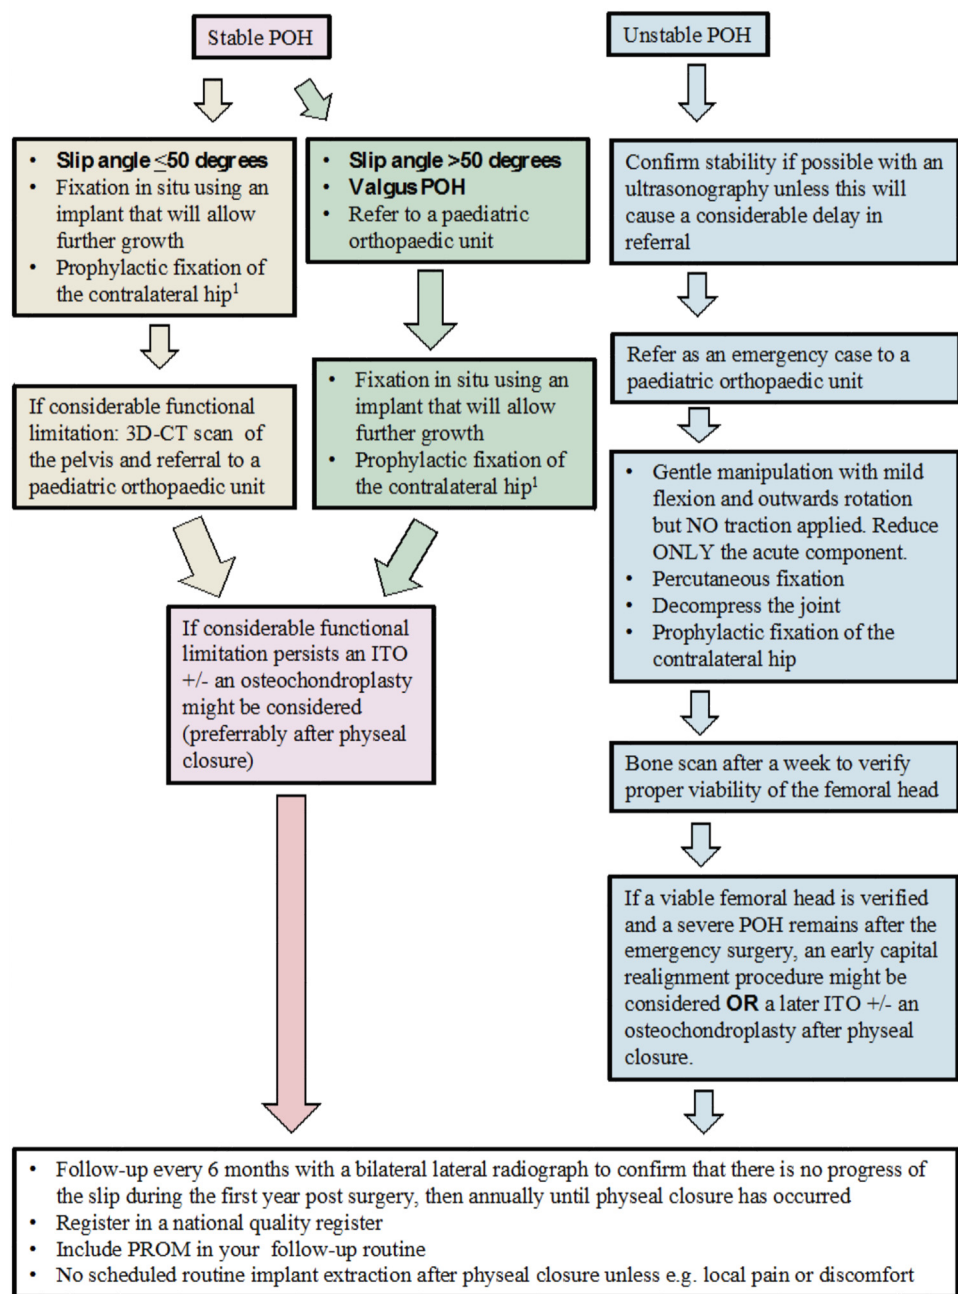 Stable POH
Unstable POH
• Slip angle ≤50 degrees
• Fixation in situ using an
implant that will allow
further growth
• Prophylactic fixation of
the contralateral hip¹
• Slip angle >50 degrees
• Valgus POH
• Refer to a paediatric
orthopaedic unit
Confirm stability if possible with an
ultrasonography unless this will
cause a considerable delay in
referral
If considerable functional
limitation: 3D-CT scan of
the pelvis and referral to a
paediatric orthopaedic unit
• Fixation in situ using an
implant that will allow
further growth
• Prophylactic fixation of
the contralateral hip¹
Refer as an emergency case to a
paediatric orthopaedic unit
• Gentle manipulation with mild
flexion and outwards rotation
but NO traction applied. Reduce
ONLY the acute component.
• Percutaneous fixation
• Decompress the joint
• Prophylactic fixation of the
contralateral hip
If considerable functional
limitation persists an ITO
+/- an osteochondroplasty
might be considered
(preferrably after physeal
closure)
Bone scan after a week to verify
proper viability of the femoral head
If a viable femoral head is verified
and a severe POH remains after the
emergency surgery, an early capital
realignment procedure might be
considered OR a later ITO +/- an
osteochondroplasty after physeal
closure.
• Follow-up every 6 months with a bilateral lateral radiograph to confirm that there is no progress of
the slip during the first year post surgery, then annually until physeal closure has occurred
• Register in a national quality register
• Include PROM in your follow-up routine
• No scheduled routine implant extraction after physeal closure unless e.g. local pain or discomfort